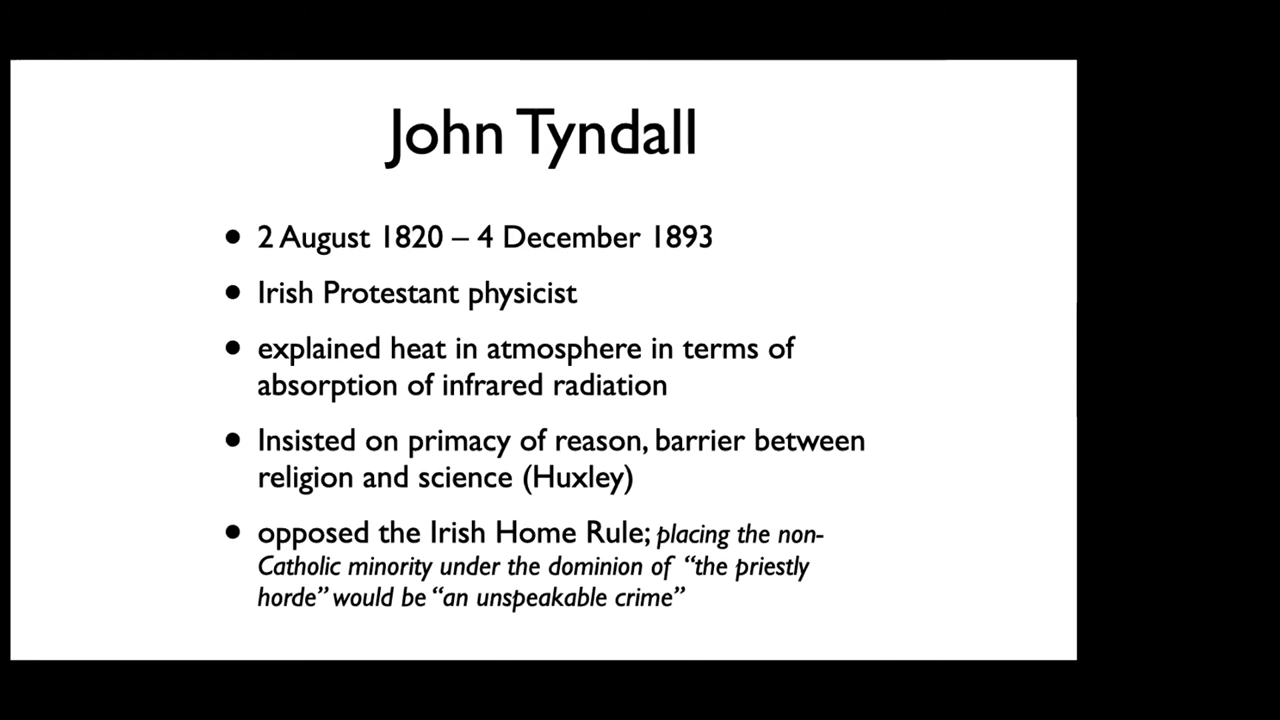 John Tyndall
• 2 August 1820 – 4 December 1893
• Irish Protestant physicist
• explained heat in atmosphere in terms of
absorption of infrared radiation
• Insisted on primacy of reason, barrier between
religion and science (Huxley)
• opposed the Irish Home Rule; placing the non-
Catholic minority under the dominion of “the priestly
horde” would be “an unspeakable crime”